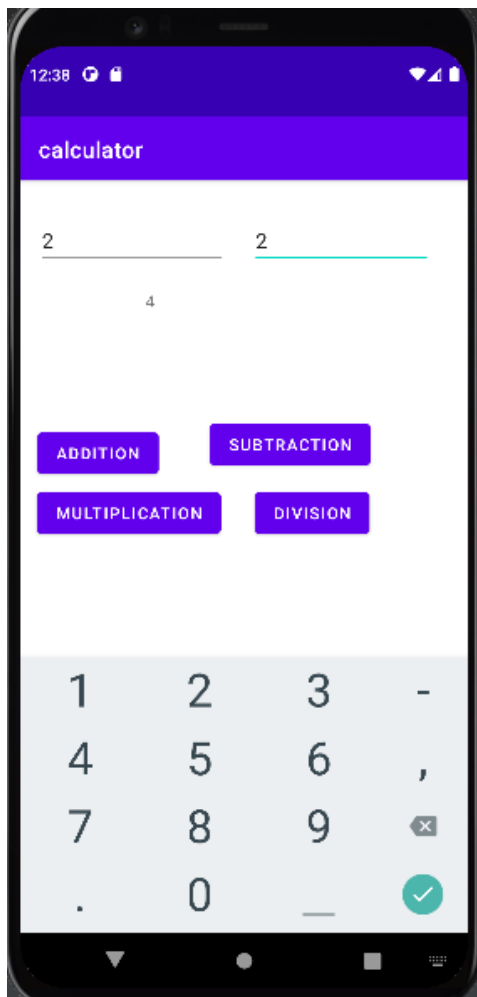 12:38
calculator
2 2
4
ADDITION SUBTRACTION
MULTIPLICATION DIVISION
1 2 3 -
4 5 6 ,
7 8 9
. 0 _